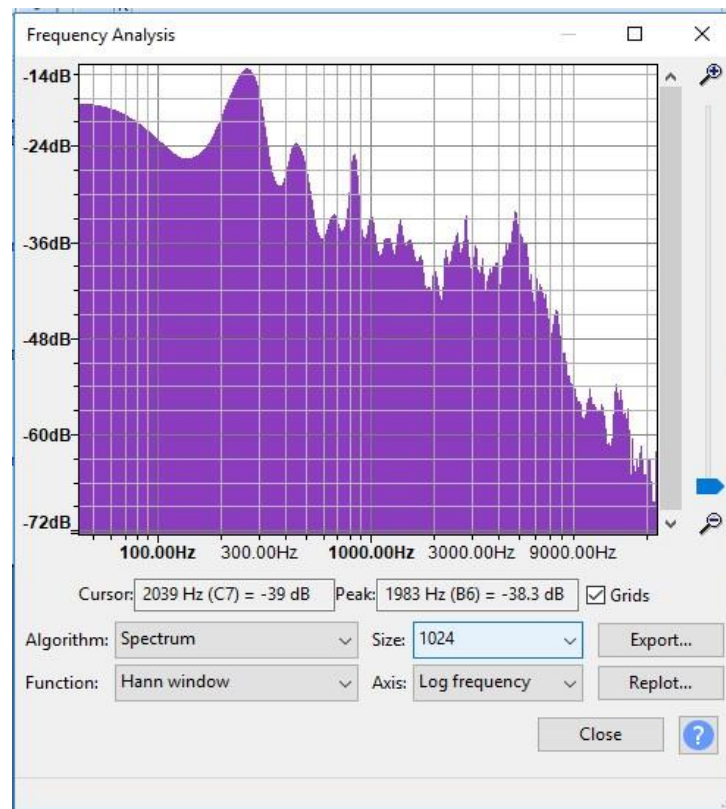 Frequency Analysis
-14dB
-24dB
-36dB
-48dB
-60dB
-72dB
100.00Hz 300.00Hz 1000.00Hz 3000.00Hz 9000.00Hz
Cursor: 2039 Hz (C7) = -39 dB Peak: 1983 Hz (B6) = -38.3 dB Grids
Algorithm: Spectrum Size: 1024 Export...
Function: Hann window Axis: Log frequency Replot...
Close ?